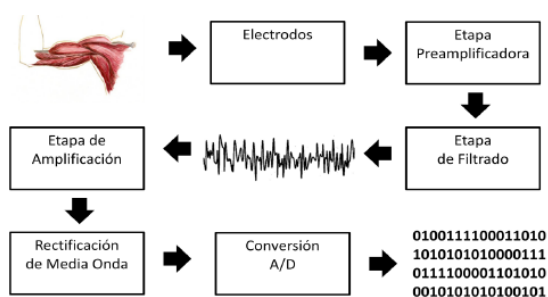 Electrodos
Etapa
Preamplificadora
Etapa de
Amplificación
Etapa
de Filtrado
Rectificación
de Media Onda
Conversión
A/D
0100111100011010
1010101010000111
0111100001101010
0010101010100101